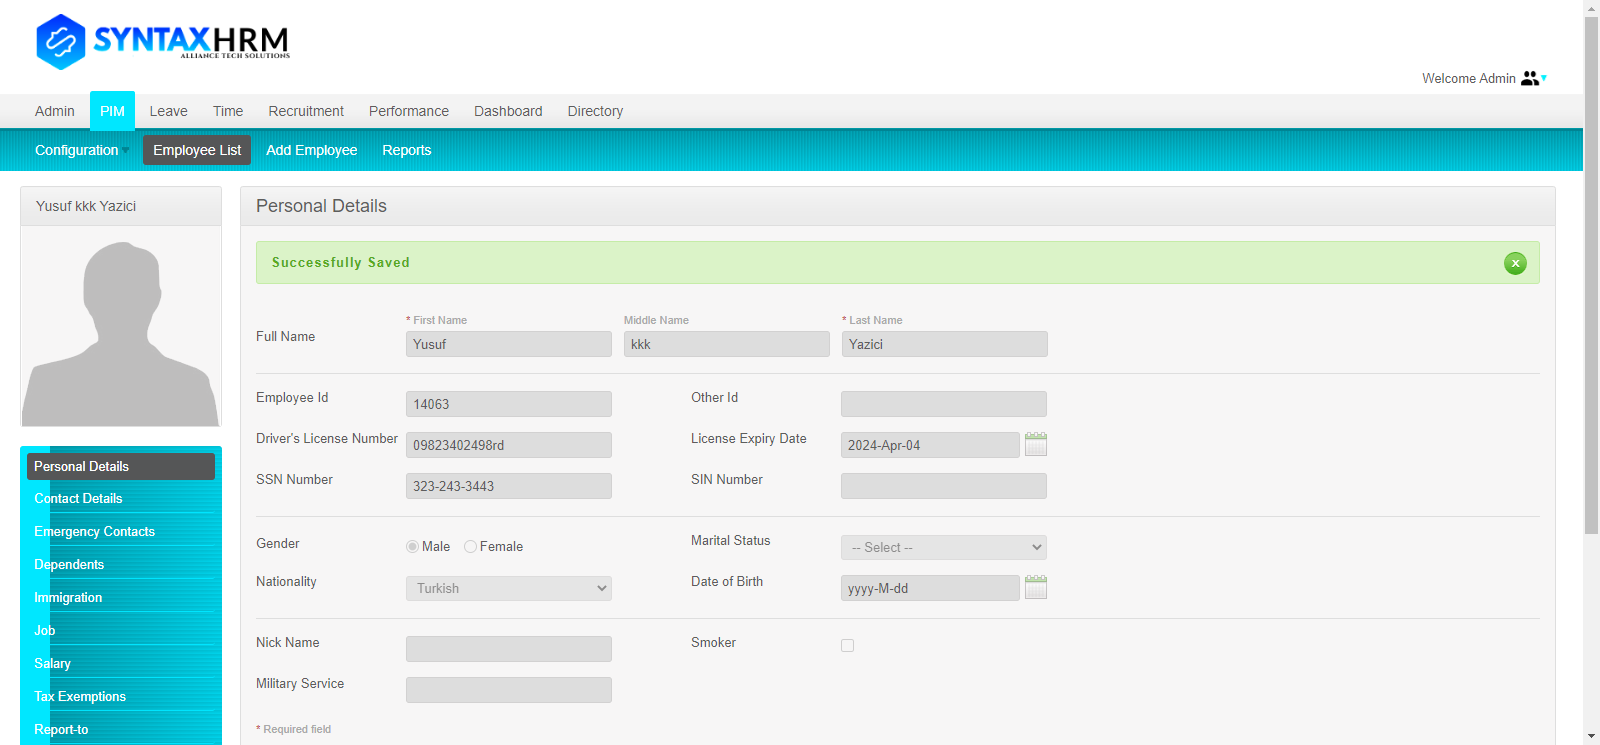 SYNTAXHRM
ALLIANCE TECH SOLUTIONS
Welcome Admin
Admin PIM Leave Time Recruitment Performance Dashboard Directory
Configuration Employee List Add Employee Reports
Yusuf kkk Yazici
Personal Details
Successfully Saved
* First Name Middle Name * Last Name
Full Name Yusuf kkk Yazici
Employee Id 14063 Other Id
Driver's License Number 09823402498rd License Expiry Date 2024-Apr-04
SSN Number 323-243-3443 SIN Number
Gender Male Female Marital Status -- Select --
Nationality Turkish Date of Birth yyyy-M-dd
Nick Name Smoker
Military Service
* Required field
Personal Details
Contact Details
Emergency Contacts
Dependents
Immigration
Job
Salary
Tax Exemptions
Report-to